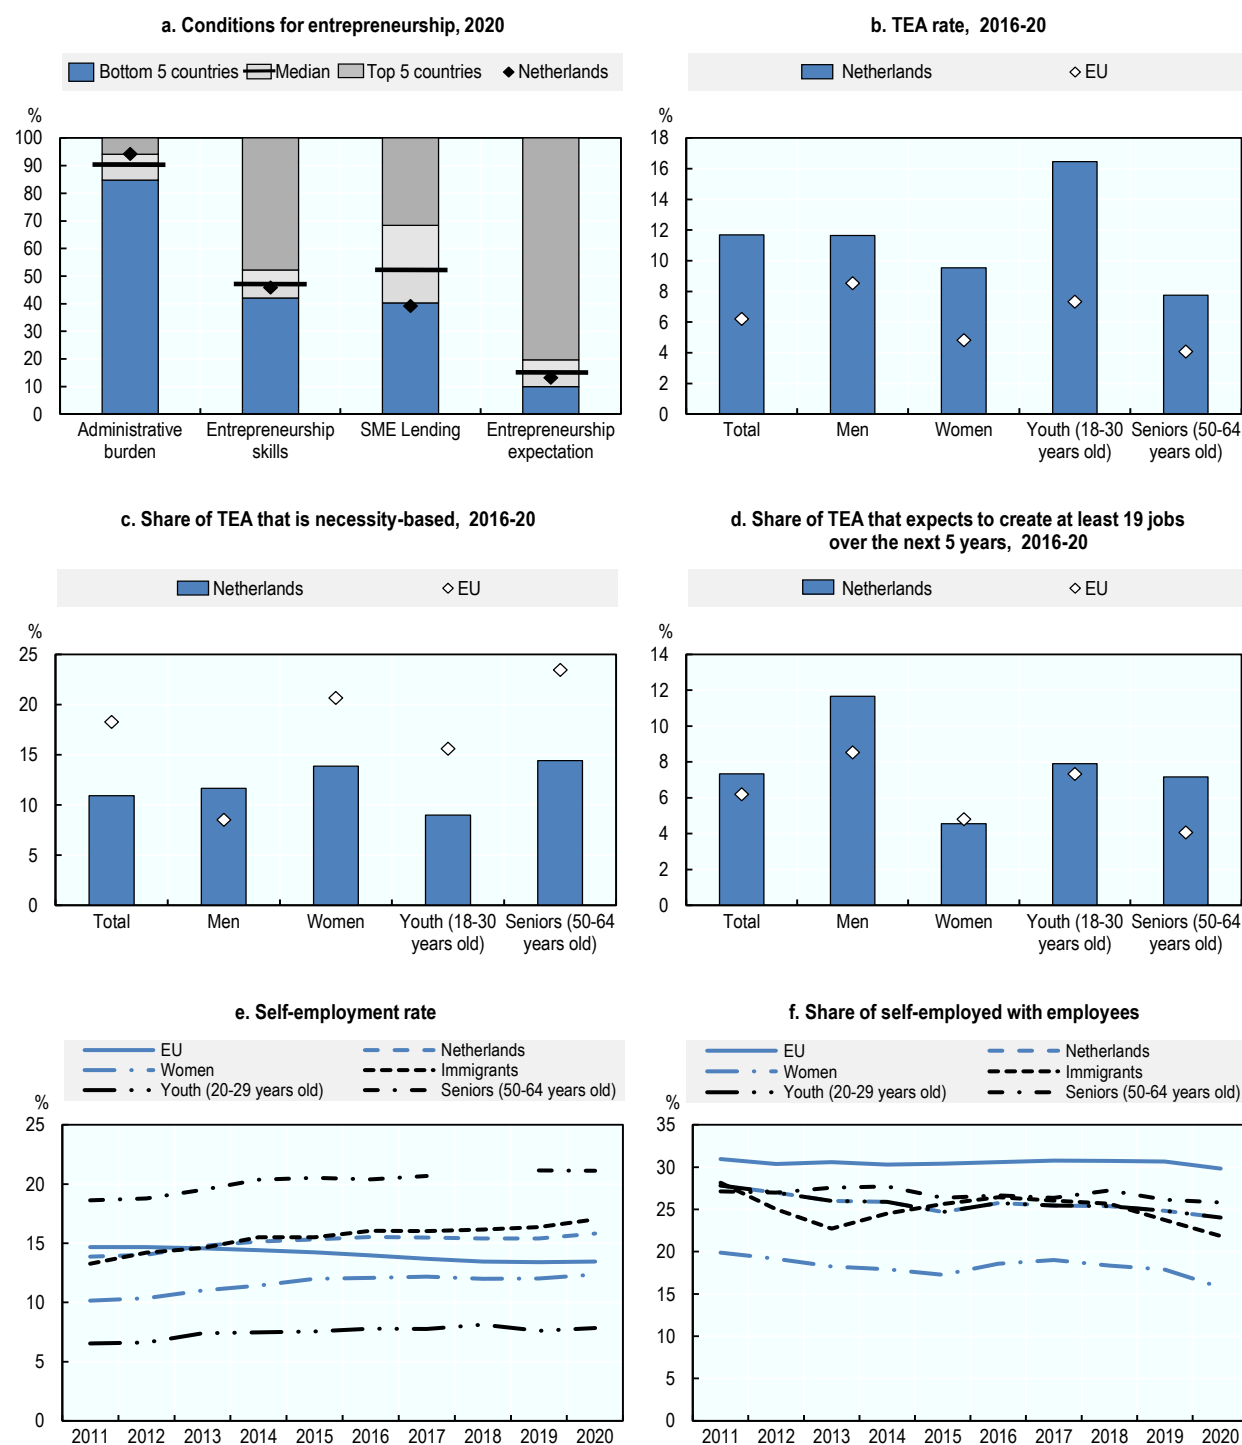 a. Conditions for entrepreneurship, 2020
Bottom 5 countries Median Top 5 countries Netherlands
%
100
90
80
70
60
50
40
30
20
10
0
Administrative burden
Entrepreneurship skills
SME Lending
Entrepreneurship expectation
b. TEA rate, 2016-20
Netherlands EU
%
18
16
14
12
10
8
6
4
2
0
Total
Men
Women
Youth (18-30 years old)
Seniors (50-64 years old)
c. Share of TEA that is necessity-based, 2016-20
Netherlands EU
%
25
20
15
10
5
0
Total
Men
Women
Youth (18-30 years old)
Seniors (50-64 years old)
d. Share of TEA that expects to create at least 19 jobs
over the next 5 years, 2016-20
Netherlands EU
%
14
12
10
8
6
4
2
0
Total
Men
Women
Youth (18-30 years old)
Seniors (50-64 years old)
e. Self-employment rate
EU Netherlands
Women Immigrants
Youth (20-29 years old) Seniors (50-64 years old)
%
25
20
15
10
5
0
2011 2012 2013 2014 2015 2016 2017 2018 2019 2020
f. Share of self-employed with employees
EU Netherlands
Women Immigrants
Youth (20-29 years old) Seniors (50-64 years old)
%
35
30
25
20
15
10
5
0
2011 2012 2013 2014 2015 2016 2017 2018 2019 2020